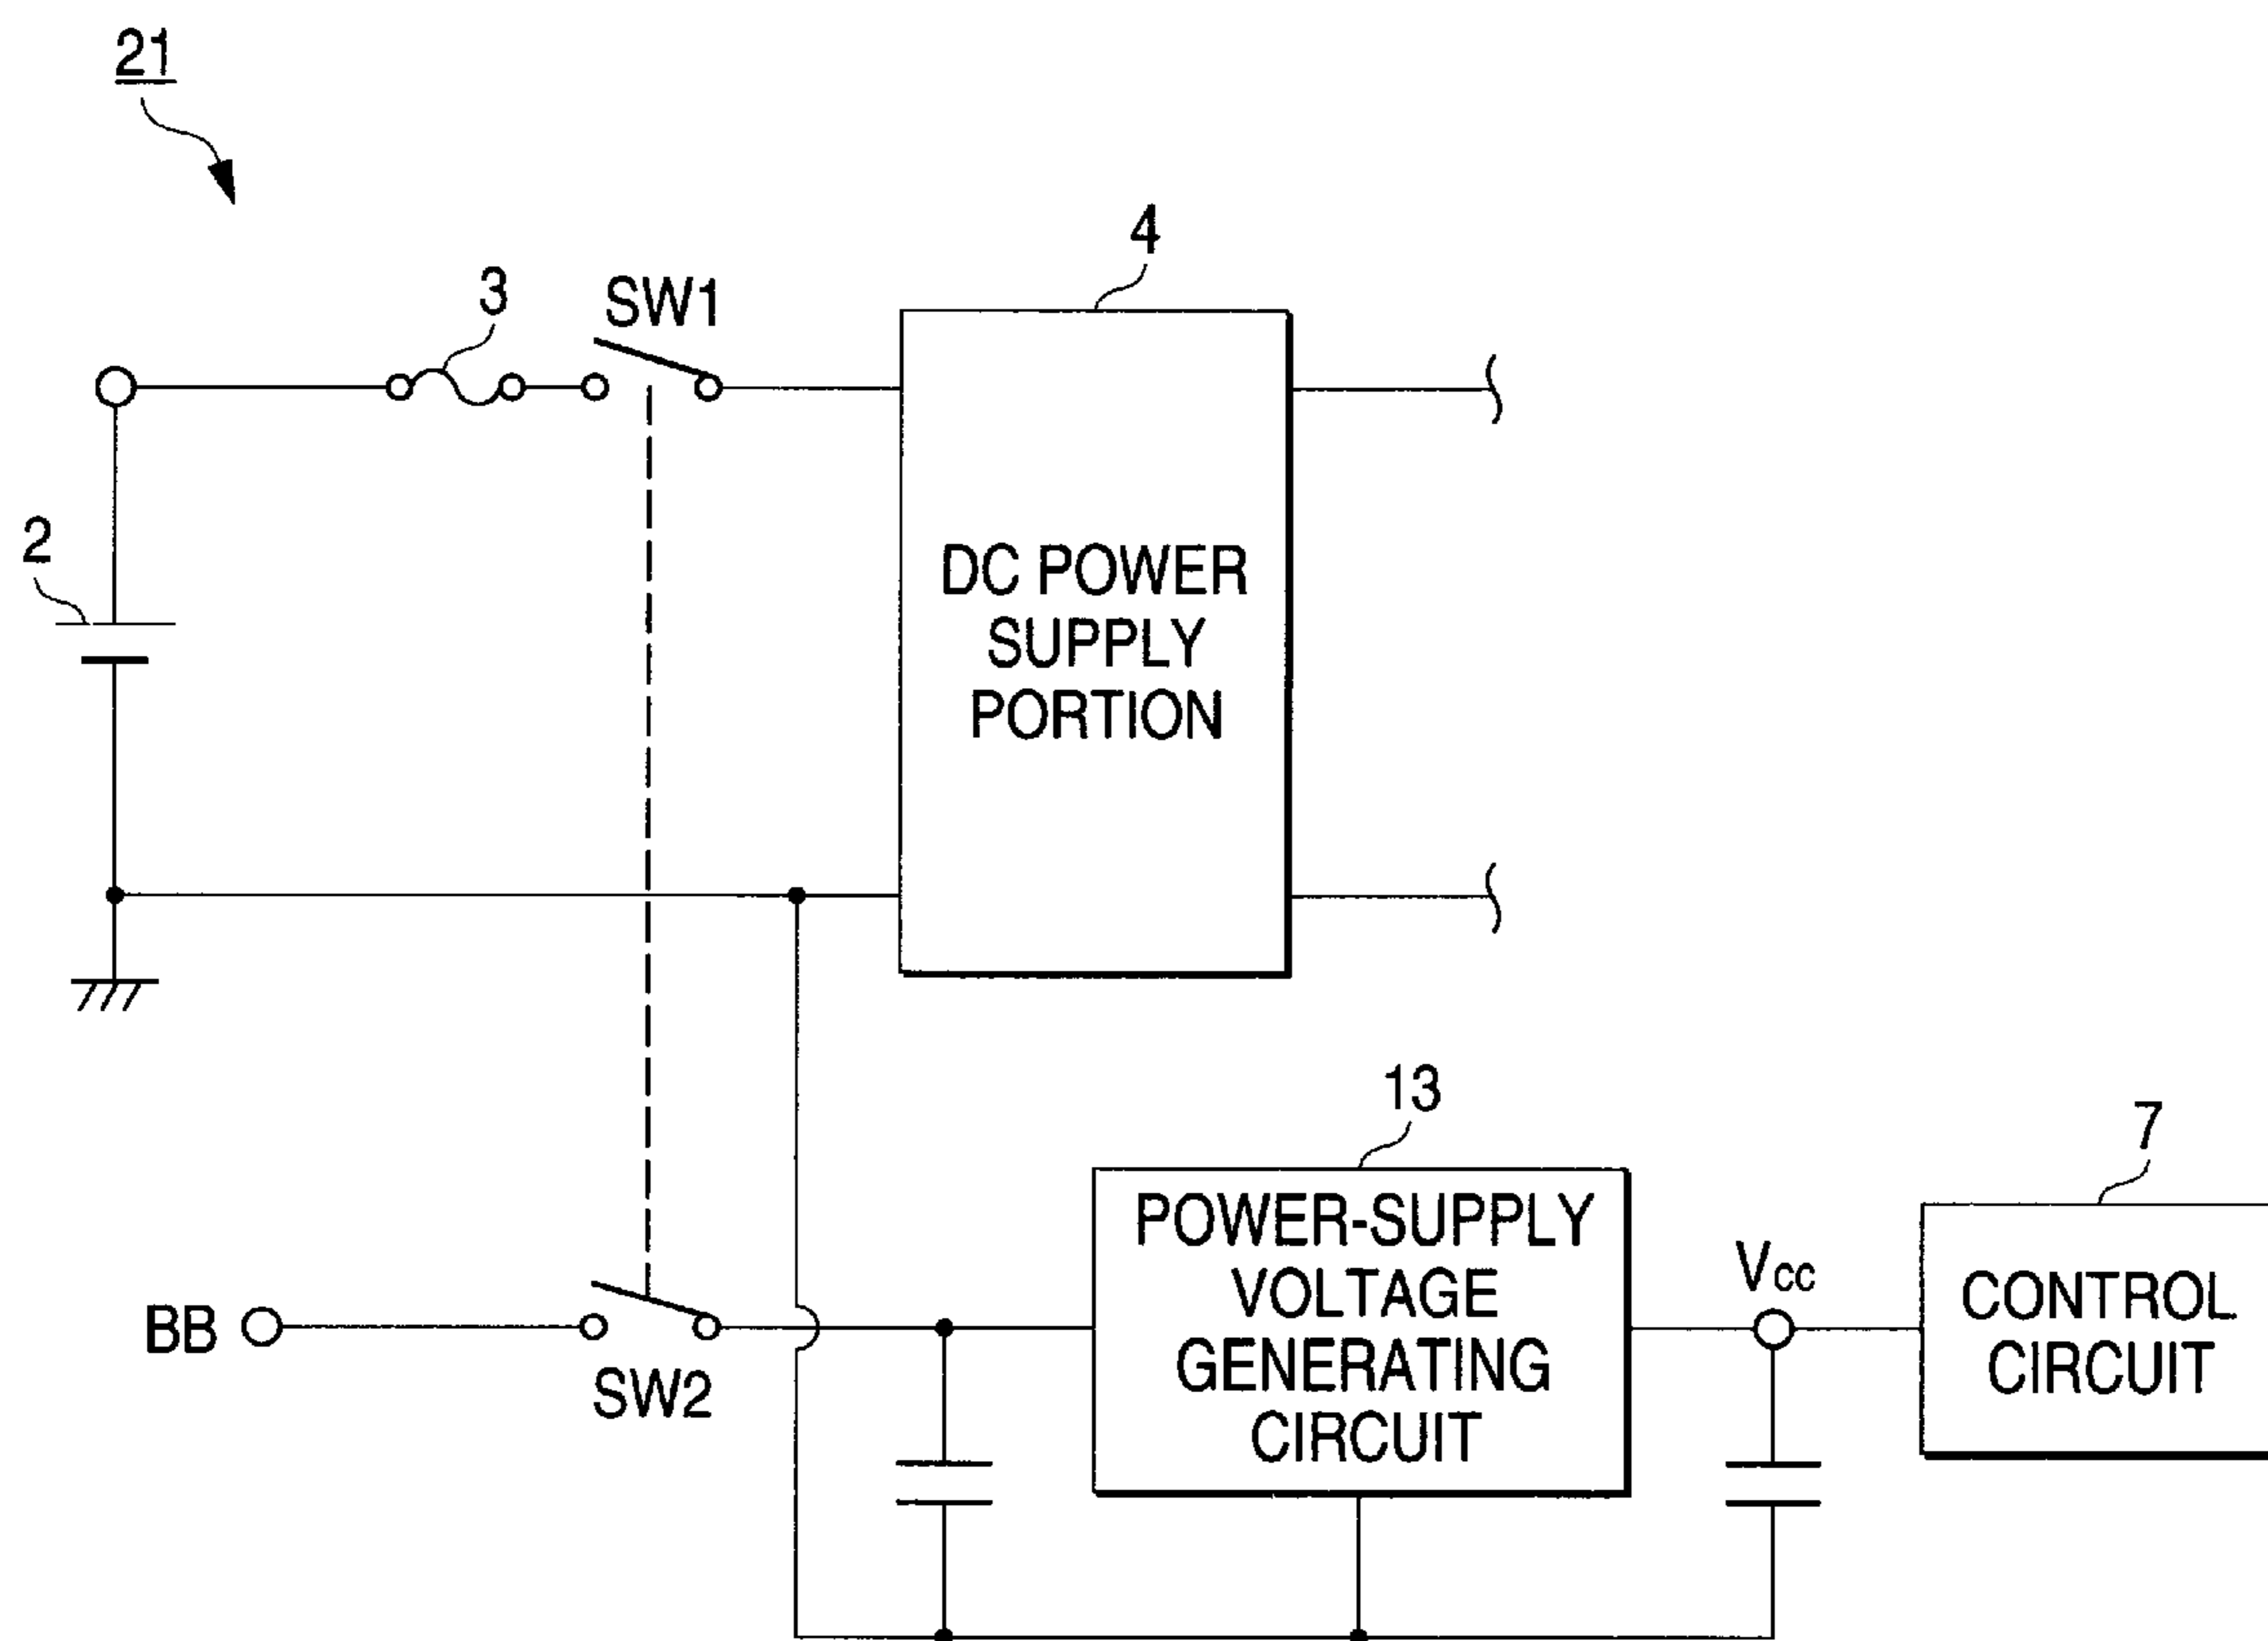 21
4
3
SW1
2
DC POWER
SUPPLY
PORTION
13
7
POWER-SUPPLY
VOLTAGE
GENERATING
CIRCUIT
Vcc
CONTROL
CIRCUIT
BB
SW2